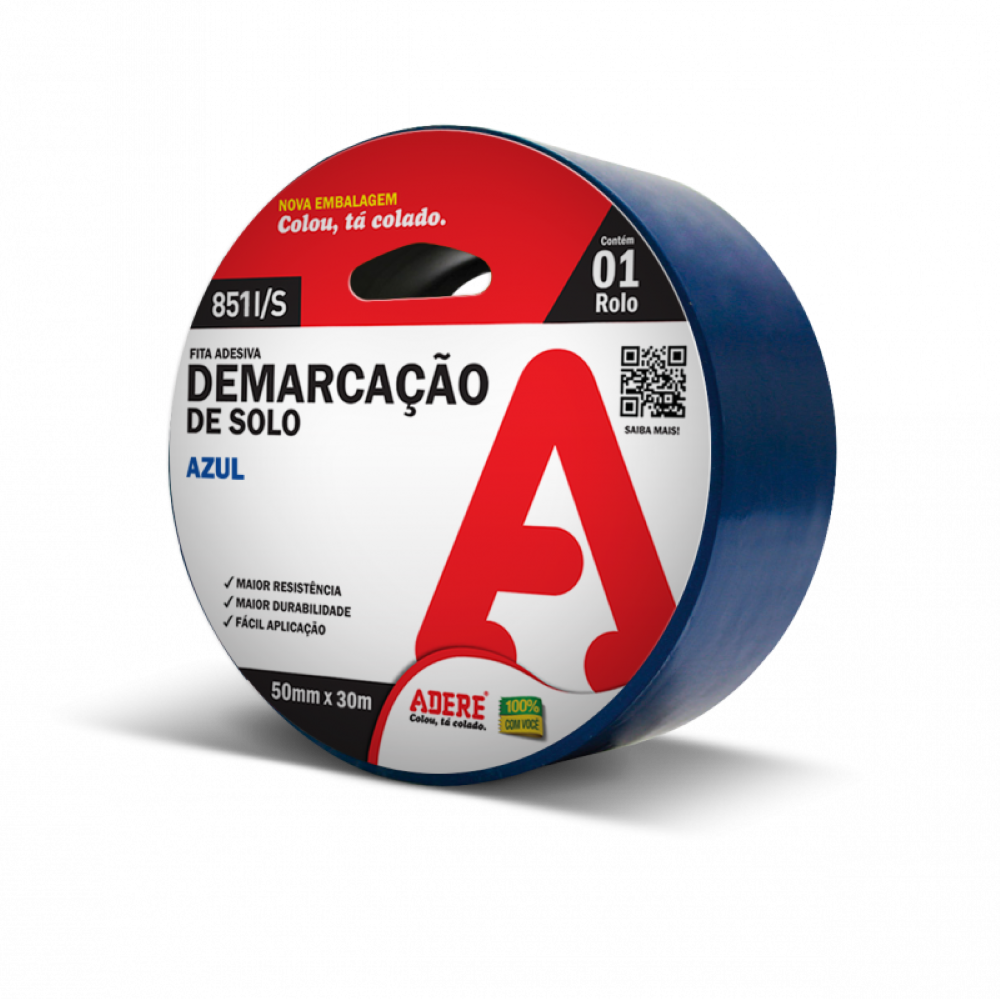 NOVA EMBALAGEM
Colou, tá colado.
851I/S
Contém
01
Rolo
FITA ADESIVA
DEMARCAÇÃO
DE SOLO
AZUL
SAIBA MAIS!
✓ MAIOR RESISTÊNCIA
✓ MAIOR DURABILIDADE
✓ FÁCIL APLICAÇÃO
50mm x 30m
ADERE®
Colou, tá colado.
100%
COM VOCÊ